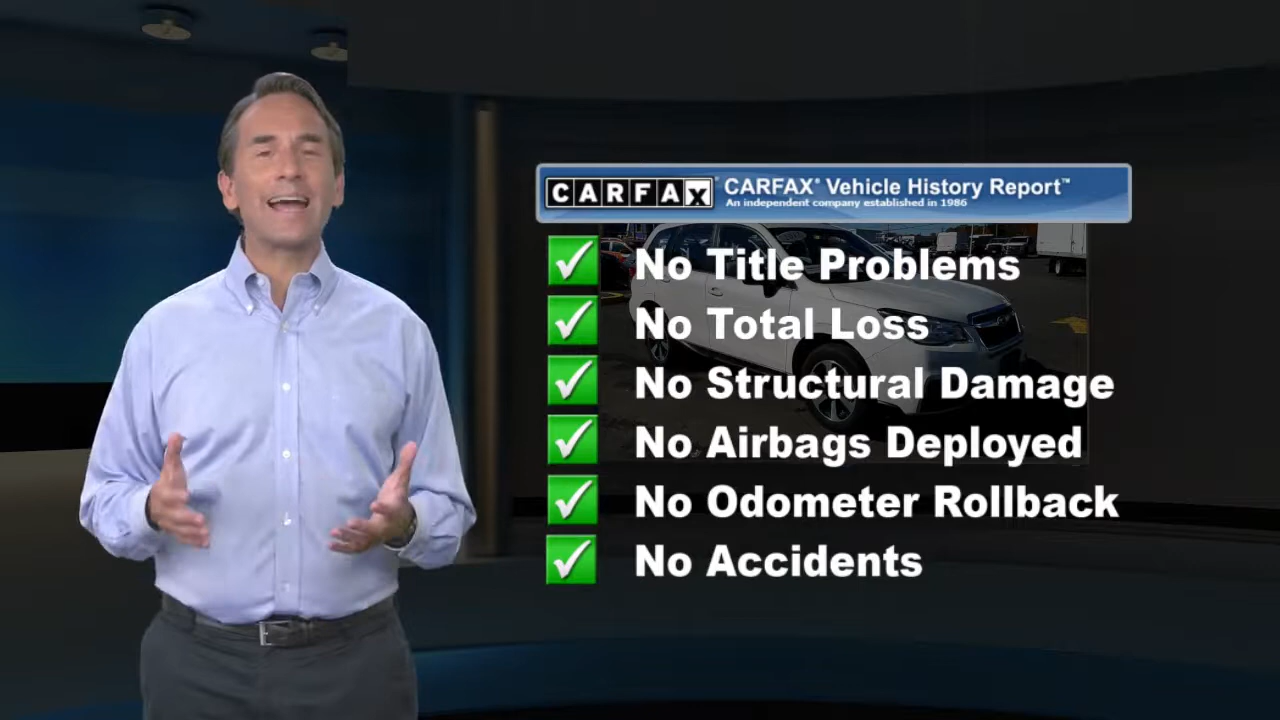 CARFAX
CARFAX® Vehicle History Report™
An independent company established in 1986
No Title Problems
No Total Loss
No Structural Damage
No Airbags Deployed
No Odometer Rollback
No Accidents